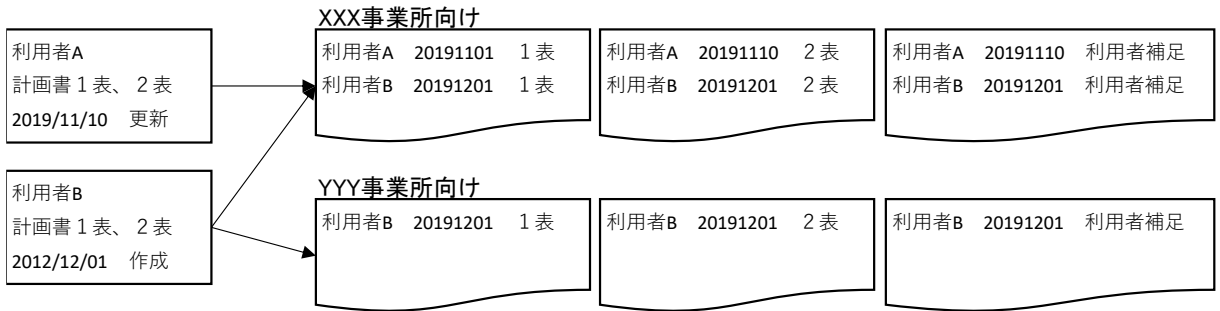 利用者A
計画書１表、２表
2019/11/10　更新
利用者B
計画書１表、２表
2012/12/01　作成
XXX事業所向け
利用者A　20191101　１表
利用者B　20191201　１表
利用者A　20191110　２表
利用者B　20191201　２表
利用者A　20191110　利用者補足
利用者B　20191201　利用者補足
YYY事業所向け
利用者B　20191201　１表
利用者B　20191201　２表
利用者B　20191201　利用者補足